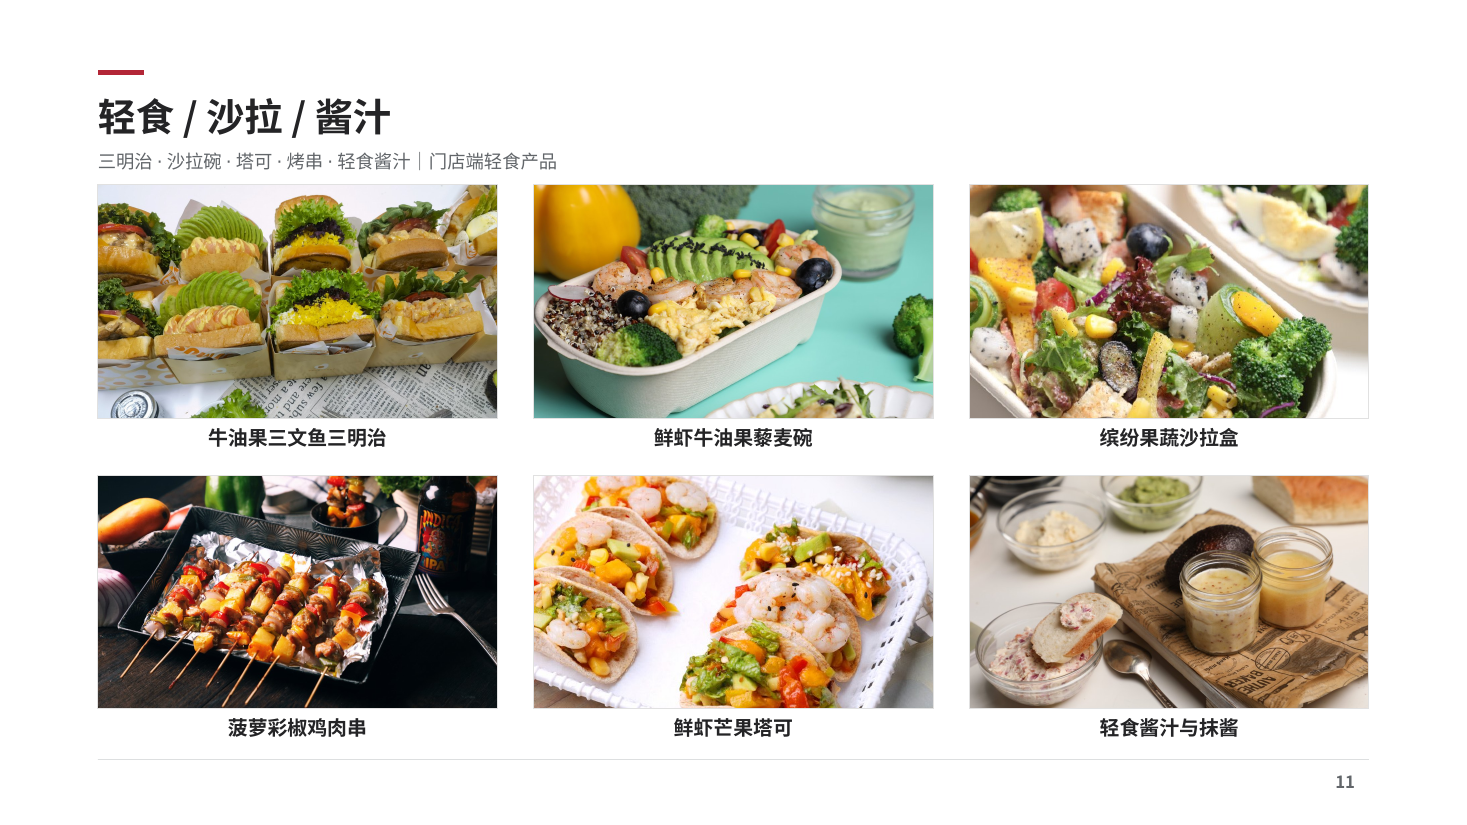 轻食 / 沙拉 / 酱汁
三明治 · 沙拉碗 · 塔可 · 烤串 · 轻食酱汁｜门店端轻食产品
牛油果三文鱼三明治
鲜虾牛油果藜麦碗
缤纷果蔬沙拉盒
INDIE
IPA
菠萝彩椒鸡肉串
鲜虾芒果塔可
轻食酱汁与抹酱
11